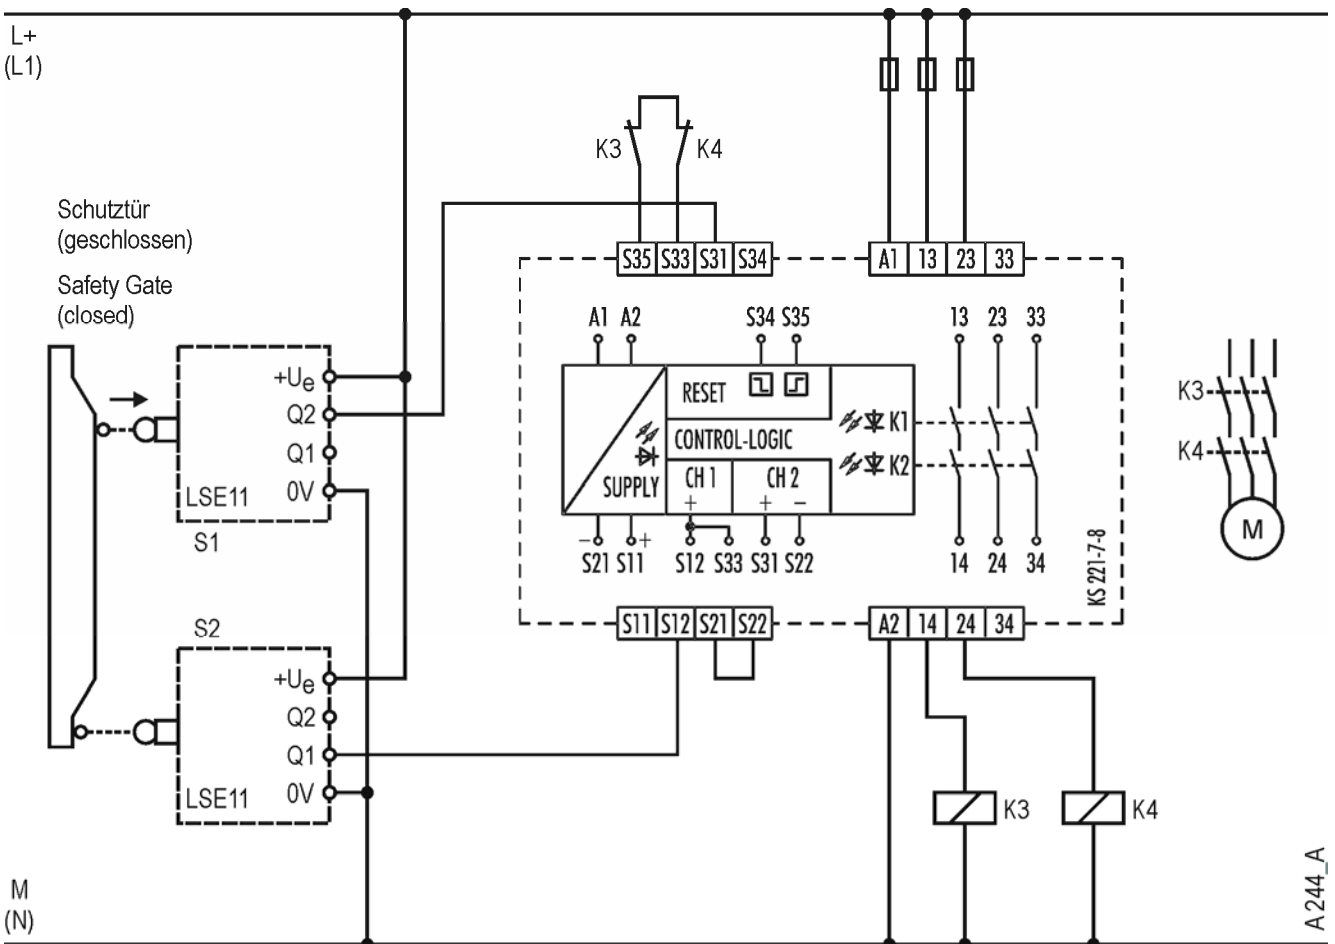 L+
(L1)
K3
K4
Schutztür
(geschlossen)
Safety Gate
(closed)
S35 S33 S31 S34
A1 13 23 33
A1 A2 S34 S35 13 23 33
+Ue
Q2
Q1
0V
LSE11
S1
RESET
CONTROL-LOGIC
SUPPLY
CH 1
+
CH 2
+ −
K1
K2
− +
S21 S11 S12 S33 S31 S22 14 24 34
KS 221-7-8
K3
K4
M
S11 S12 S21 S22
A2 14 24 34
S2
+Ue
Q2
Q1
0V
LSE11
K3
K4
M
(N)
A244_A